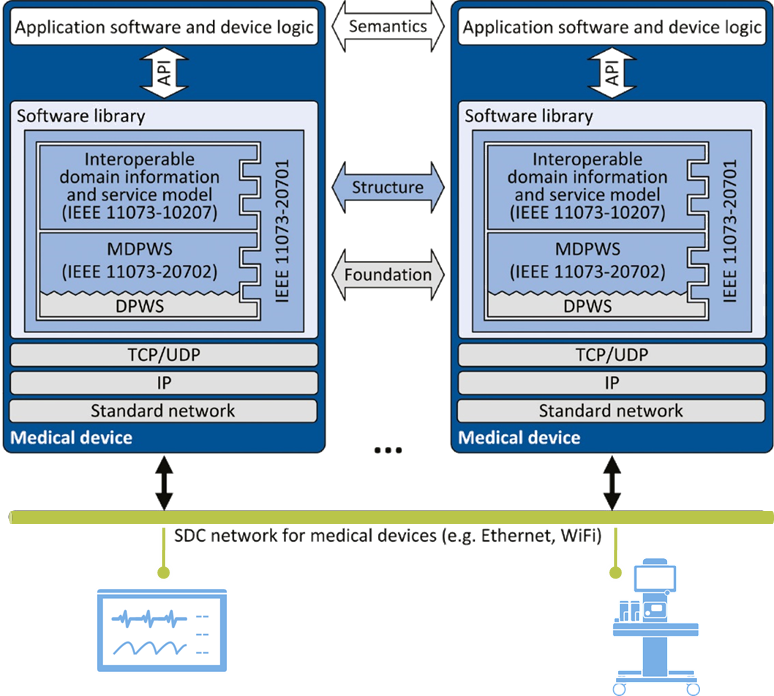 Application software and device logic
Semantics
Application software and device logic
API
API
Software library
Software library
Interoperable
domain information
and service model
(IEEE 11073-10207)
IEEE 11073-20701
Structure
Interoperable
domain information
and service model
(IEEE 11073-10207)
IEEE 11073-20701
MDPWS
(IEEE 11073-20702)
Foundation
MDPWS
(IEEE 11073-20702)
DPWS
DPWS
TCP/UDP
TCP/UDP
IP
IP
Standard network
Standard network
Medical device
...
Medical device
SDC network for medical devices (e.g. Ethernet, WiFi)